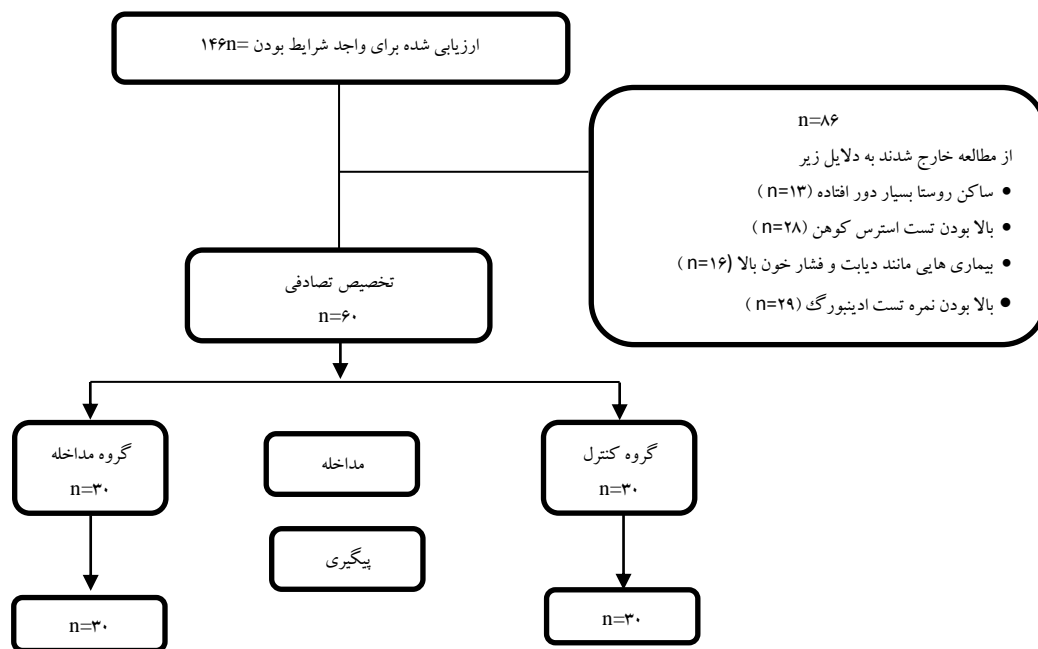 ارزیابی شده برای واجد شرایط بودن =n۱۴۶
n=۸۶
از مطالعه خارج شدند به دلایل زیر
• ساکن روستا بسیار دور افتاده (n=۱۳ )
• بالا بودن تست استرس کوهن (n=۲۸ )
• بیماری هایی مانند دیابت و فشار خون بالا (n=۱۶ )
• بالا بودن نمره تست ادینبورگ (n=۲۹ )
تخصیص تصادفی
n=۶۰
گروه کنترل
n=۳۰
مداخله
گروه مداخله
n=۳۰
پیگیری
n=۳۰
n=۳۰